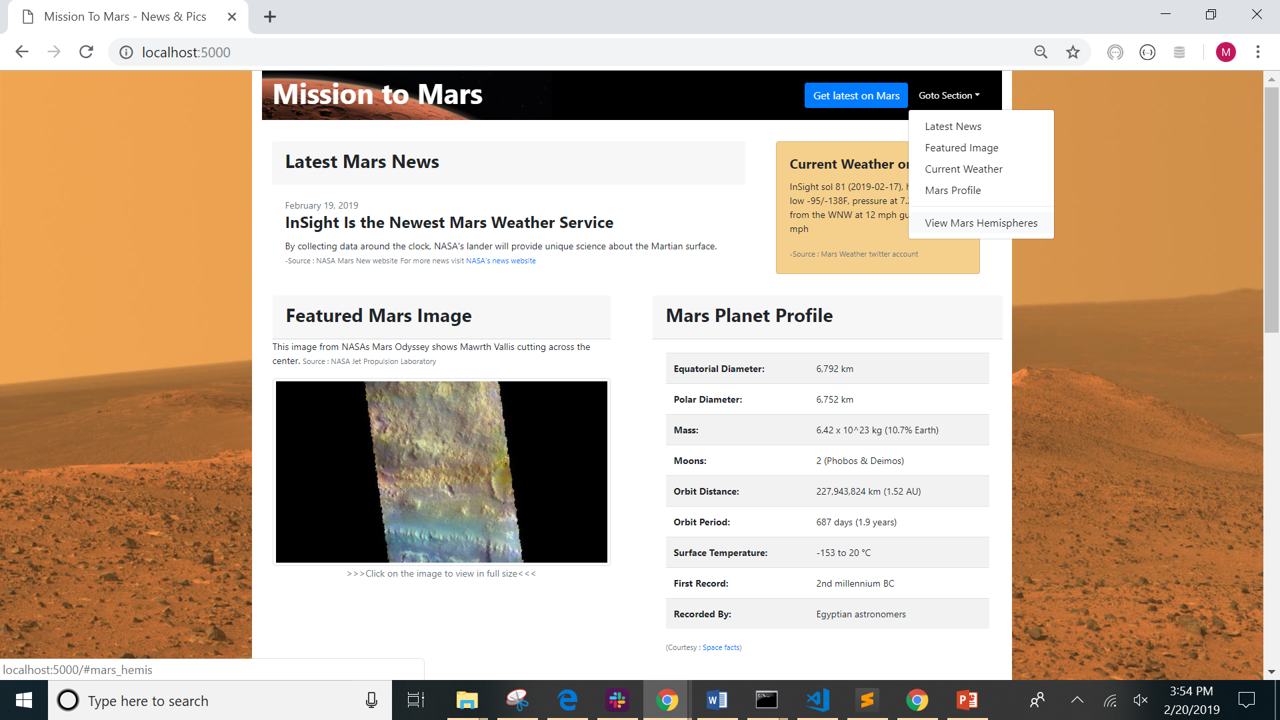 Mission To Mars - News & Pics
localhost:5000
M
Mission to Mars
Get latest on Mars
Goto Section
Latest News
Featured Image
Current Weather
Mars Profile
View Mars Hemispheres
Latest Mars News
February 19, 2019
InSight Is the Newest Mars Weather Service
By collecting data around the clock, NASA's lander will provide unique science about the Martian surface.
-Source : NASA Mars New website For more news visit NASA's news website
Current Weather on
InSight sol 81 (2019-02-17),
low -95/-138F, pressure at
from the WNW at 12 mph
mph
-Source : Mars Weather twitter account
Featured Mars Image
This image from NASAs Mars Odyssey shows Mawrth Vallis cutting across the
center. Source : NASA Jet Propulsion Laboratory
>>>Click on the image to view in full size<<<
Mars Planet Profile
Equatorial Diameter: 6,792 km
Polar Diameter: 6,752 km
Mass: 6.42 x 10^23 kg (10.7% Earth)
Moons: 2 (Phobos & Deimos)
Orbit Distance: 227,943,824 km (1.52 AU)
Orbit Period: 687 days (1.9 years)
Surface Temperature: -153 to 20 °C
First Record: 2nd millennium BC
Recorded By: Egyptian astronomers
(Courtesy : Space facts)
localhost:5000/#mars_hemis
Type here to search
3:54 PM
2/20/2019